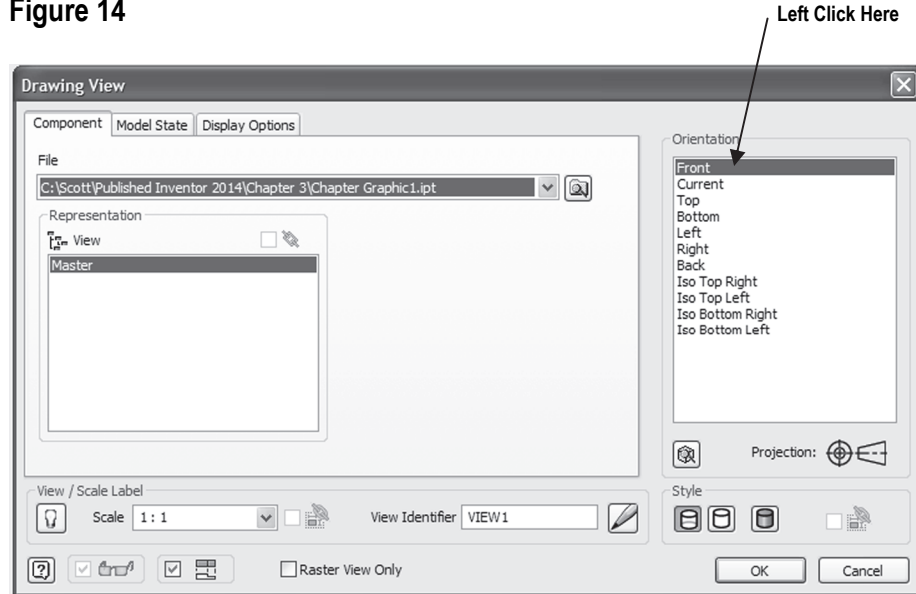 Figure 14
Left Click Here
Drawing View
Component Model State Display Options
File
C:\Scott\Published Inventor 2014\Chapter 3\Chapter Graphic1.ipt
Representation
View
Master
Orientation
Front
Current
Top
Bottom
Left
Right
Back
Iso Top Right
Iso Top Left
Iso Bottom Right
Iso Bottom Left
Projection:
View / Scale Label
Scale 1 : 1 View Identifier VIEW1
Style
Raster View Only
OK Cancel